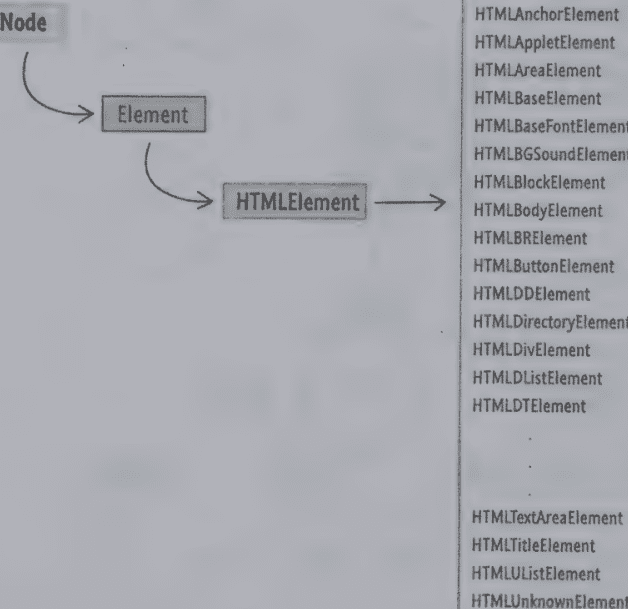 Node
Element
HTMLElement
HTMLAnchorElement
HTMLAppletElement
HTMLAreaElement
HTMLBaseElement
HTMLBaseFontElement
HTMLBGSoundElement
HTMLBlockElement
HTMLBodyElement
HTMLBRElement
HTMLButtonElement
HTMLDDElement
HTMLDirectoryElement
HTMLDivElement
HTMLDListElement
HTMLDTElement
.
.
HTMLTextAreaElement
HTMLTitleElement
HTMLUListElement
HTMLUnknownElement